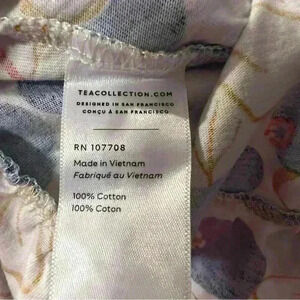 TEACOLLECTION.COM
DESIGNED IN SAN FRANCISCO
CONÇU À SAN FRANCISCO
RN 107708
Made in Vietnam
Fabriqué au Vietnam
100% Cotton
100% Coton